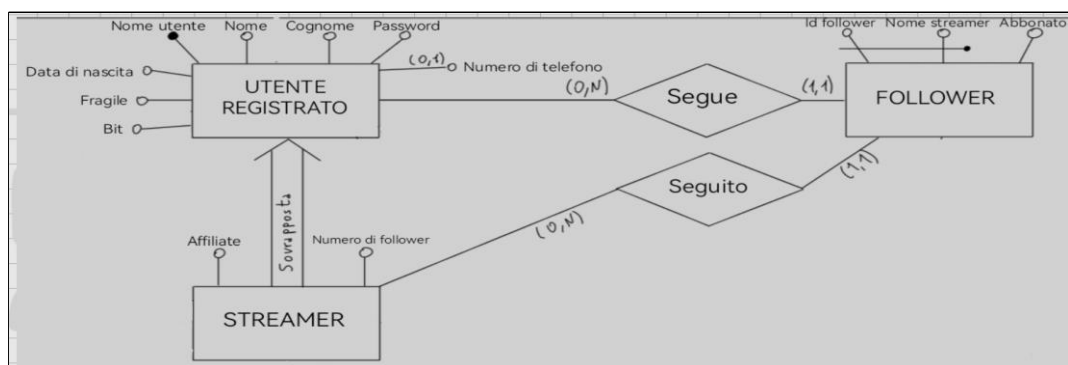 Nome utente Nome Cognome Password
Id follower Nome streamer Abbonato
Data di nascita
(0,1) Numero di telefono
Fragile
Bit
UTENTE
REGISTRATO
(0,N)
Segue
(1,1)
FOLLOWER
(1,1)
Seguito
(0,N)
Sovrapposta
Affiliate
Numero di follower
STREAMER